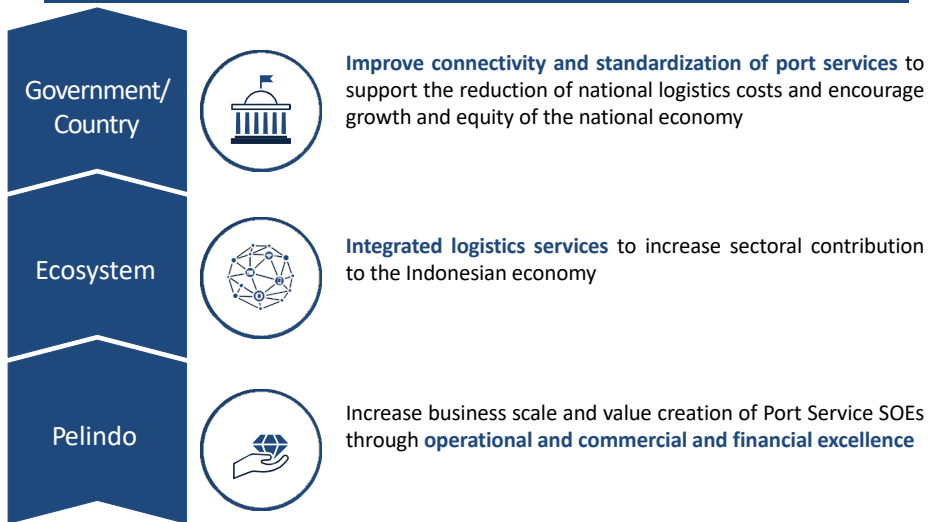 Government/
Country
Improve connectivity and standardization of port services to
support the reduction of national logistics costs and encourage
growth and equity of the national economy
Ecosystem
Integrated logistics services to increase sectoral contribution
to the Indonesian economy
Pelindo
Increase business scale and value creation of Port Service SOEs
through operational and commercial and financial excellence